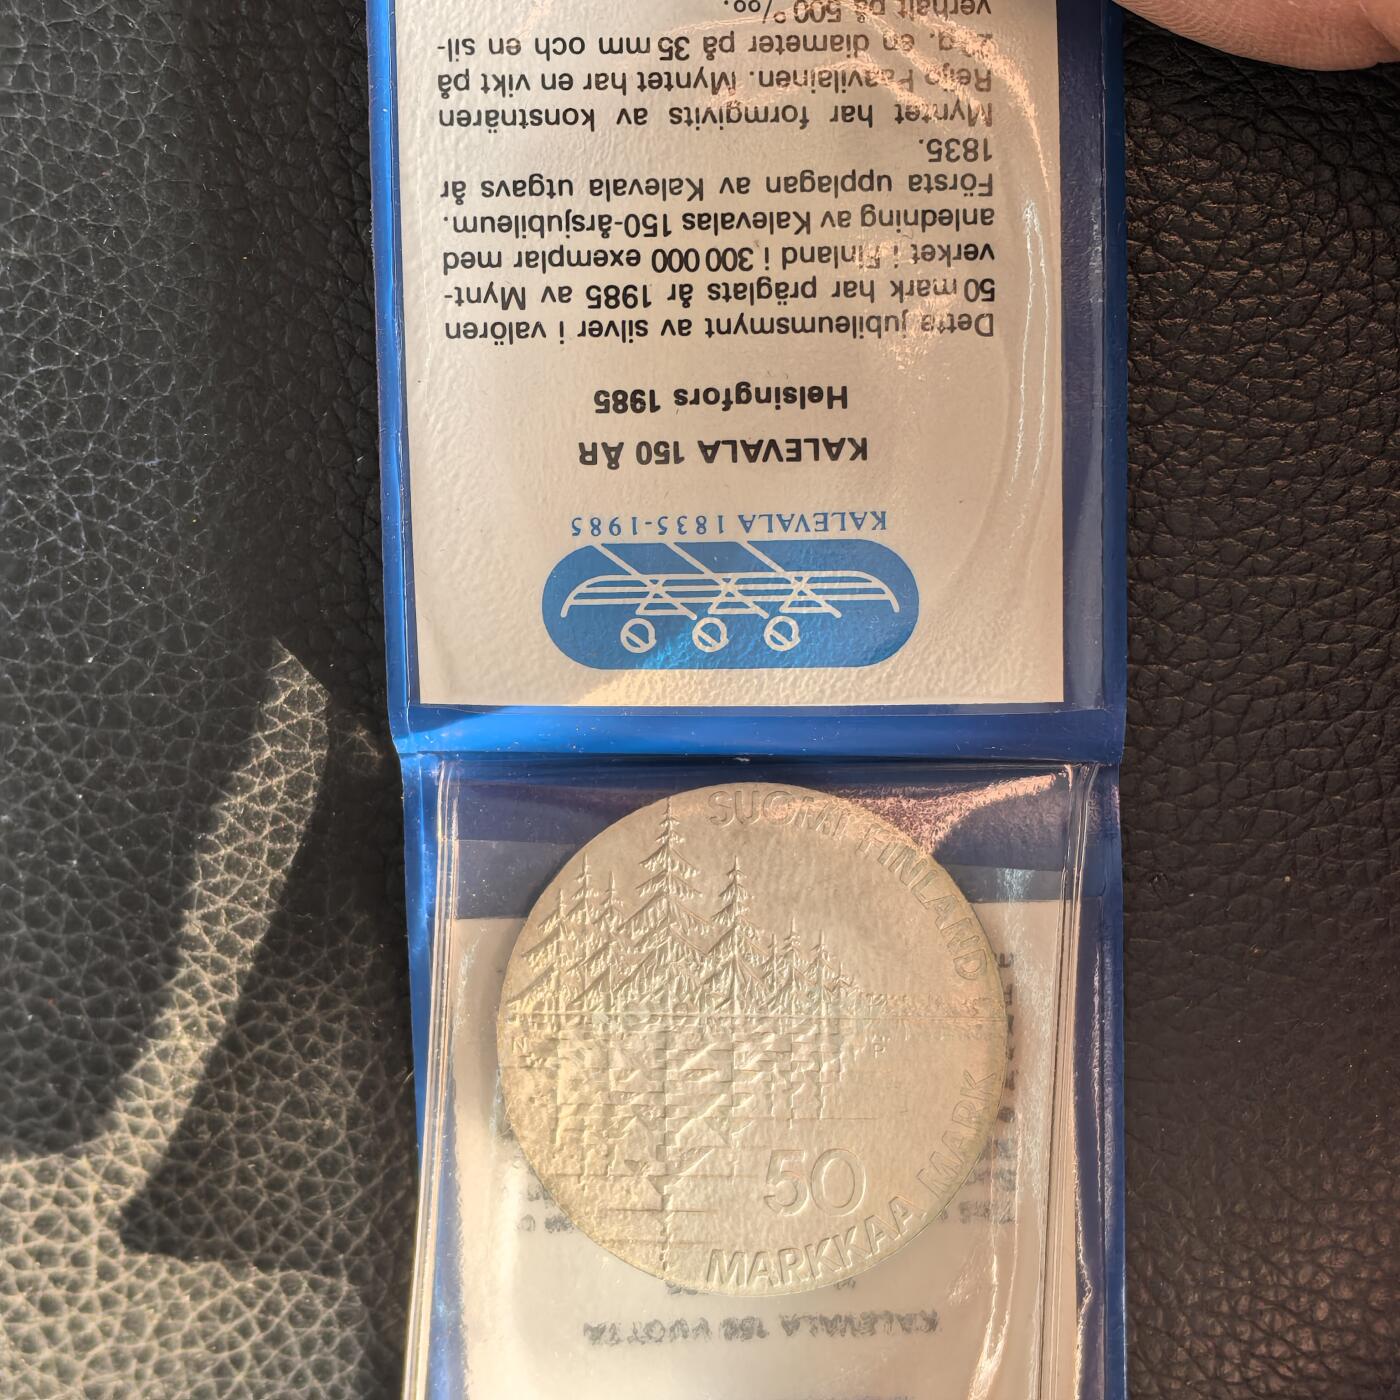 KALEVALA 1835-1985
KALEVALA 150 ÅR
Helsingfors 1985
Detta jubileumsmynt av silver i valören
50 mark har präglats år 1985 av Mynt-
verket i Finland i 300 000 exemplar med
anledning av Kalevalas 150-årsjubileum.
Första upplagan av Kalevala utgavs år
1835.
Myntet har formgivits av konstnären
Reijo Paavilainen. Myntet har en vikt på
g. en diameter på 35 mm och en sil-
verhalt på 500 º/oo.
SUOMI FINLAND
N
P
50
MARKKAA MARK
KALEVALA 150 VUOTTA